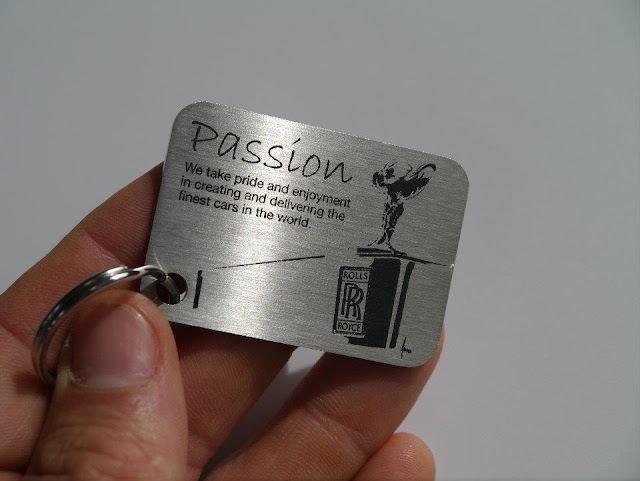 Passion
We take pride and enjoyment
in creating and delivering the
finest cars in the world.
ROLLS
RR
ROYCE